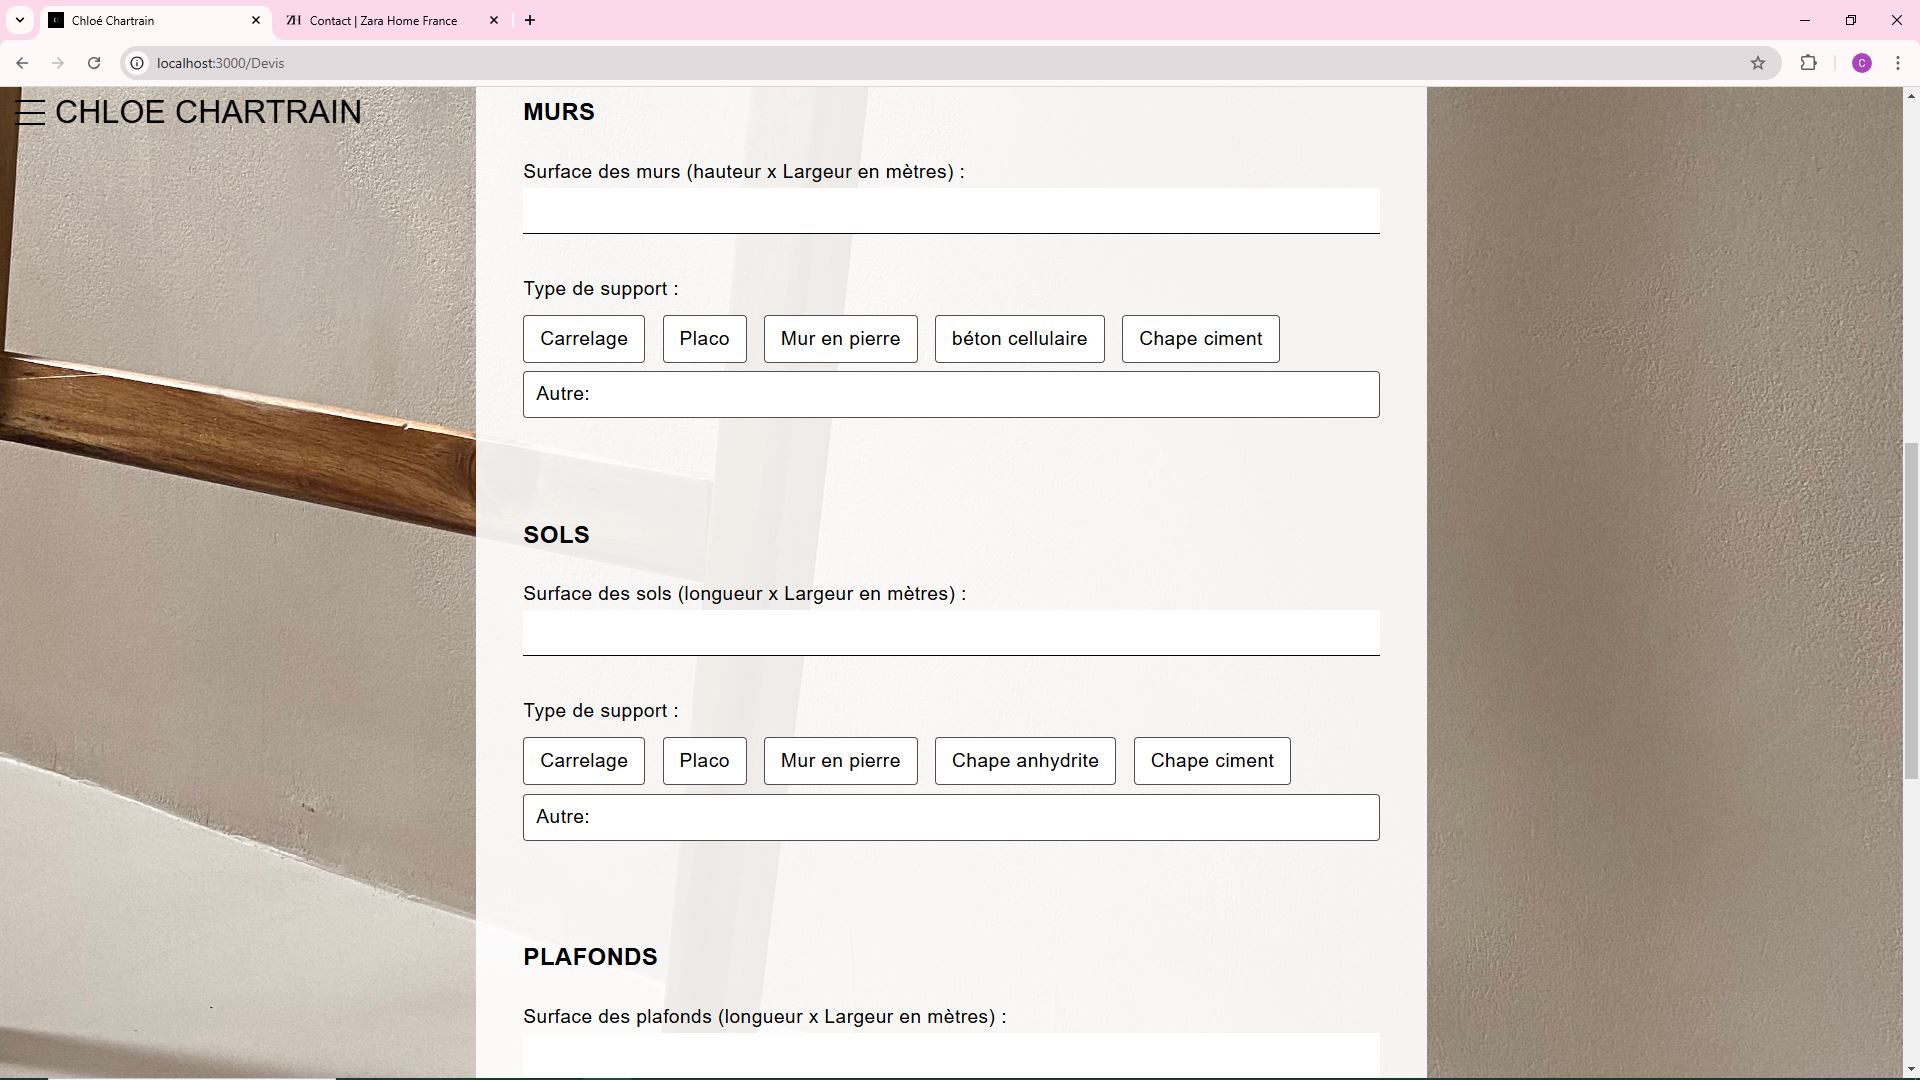 Chloé Chartrain
ZH Contact | Zara Home France
localhost:3000/Devis
C
CHLOE CHARTRAIN
MURS
Surface des murs (hauteur x Largeur en mètres) :
Type de support :
Carrelage Placo Mur en pierre béton cellulaire Chape ciment
Autre:
SOLS
Surface des sols (longueur x Largeur en mètres) :
Type de support :
Carrelage Placo Mur en pierre Chape anhydrite Chape ciment
Autre:
PLAFONDS
Surface des plafonds (longueur x Largeur en mètres) :